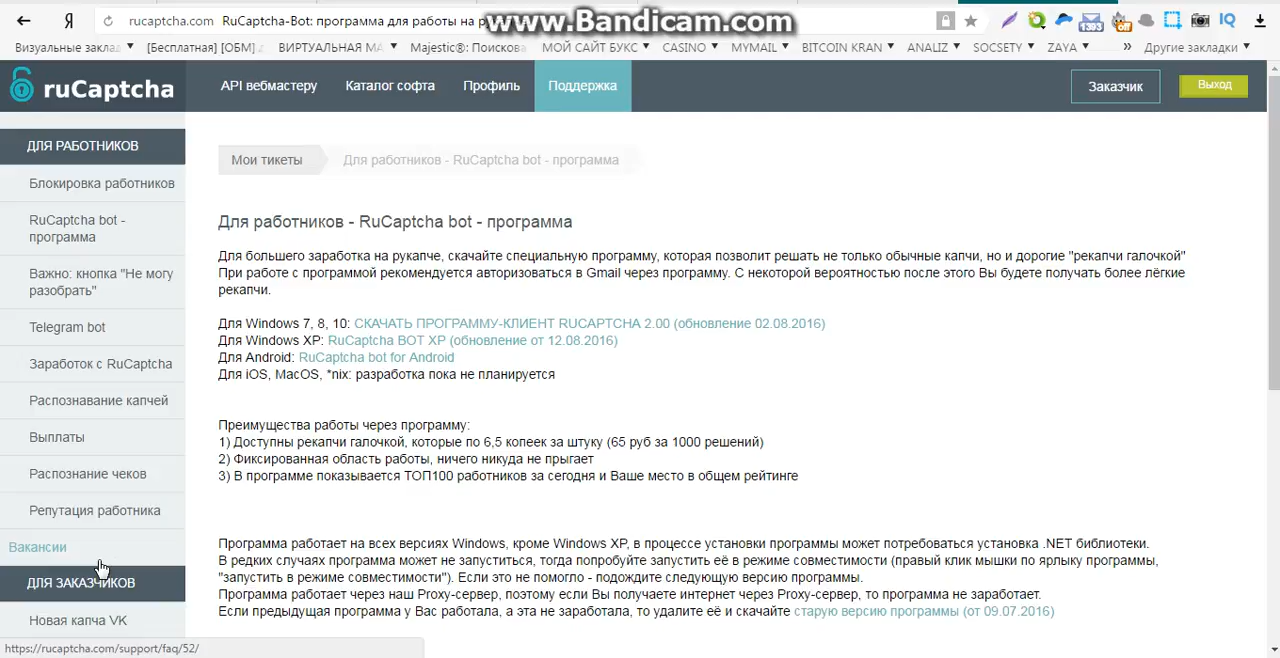 rucaptcha.com RuCaptcha-Bot: программа для работы на р
www.Bandicam.com
1393
off
IQ
Визуальные заклад
[Бесплатная] [ОБМ]
ВИРТУАЛЬНАЯ МА
Majestic®: Поискова
МОЙ САЙТ БУКС
CASINO
MYMAIL
BITCOIN KRAN
ANALIZ
SOCSETY
ZAYA
» Другие закладки
ruCaptcha
API вебмастеру
Каталог софта
Профиль
Поддержка
Заказчик
Выход
ДЛЯ РАБОТНИКОВ
Блокировка работников
RuCaptcha bot -
программа
Важно: кнопка "Не могу
разобрать"
Telegram bot
Заработок с RuCaptcha
Распознавание капчей
Выплаты
Распознание чеков
Репутация работника
Вакансии
ДЛЯ ЗАКАЗЧИКОВ
Новая капча VK
Мои тикеты
Для работников - RuCaptcha bot - программа
Для работников - RuCaptcha bot - программа
Для большего заработка на рукапче, скачайте специальную программу, которая позволит решать не только обычные капчи, но и дорогие "рекапчи галочкой"
При работе с программой рекомендуется авторизоваться в Gmail через программу. С некоторой вероятностью после этого Вы будете получать более лёгкие
рекапчи.
Для Windows 7, 8, 10: СКАЧАТЬ ПРОГРАММУ-КЛИЕНТ RUCAPTCHA 2.00 (обновление 02.08.2016)
Для Windows XP: RuCaptcha BOT XP (обновление от 12.08.2016)
Для Android: RuCaptcha bot for Android
Для iOS, MacOS, *nix: разработка пока не планируется
Преимущества работы через программу:
1) Доступны рекапчи галочкой, которые по 6,5 копеек за штуку (65 руб за 1000 решений)
2) Фиксированная область работы, ничего никуда не прыгает
3) В программе показывается ТОП100 работников за сегодня и Ваше место в общем рейтинге
Программа работает на всех версиях Windows, кроме Windows XP, в процессе установки программы может потребоваться установка .NET библиотеки.
В редких случаях программа может не запуститься, тогда попробуйте запустить её в режиме совместимости (правый клик мышки по ярлыку программы,
"запустить в режиме совместимости"). Если это не помогло - подождите следующую версию программы.
Программа работает через наш Proxy-сервер, поэтому если Вы получаете интернет через Proxy-сервер, то программа не заработает.
Если предыдущая программа у Вас работала, а эта не заработала, то удалите её и скачайте старую версию программы (от 09.07.2016)
https://rucaptcha.com/support/faq/52/